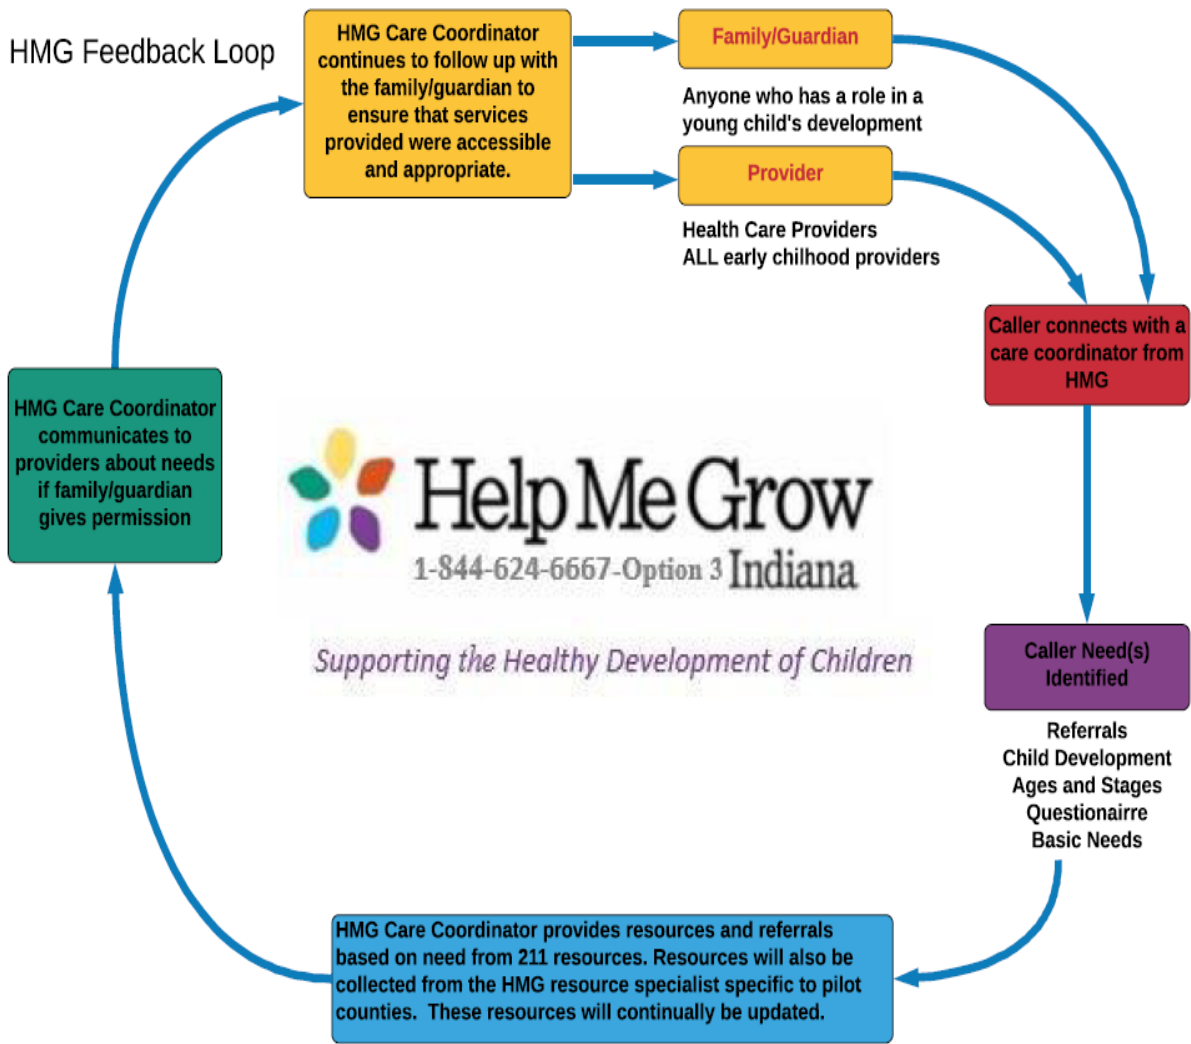 HMG Feedback Loop
HMG Care Coordinator
continues to follow up with
the family/guardian to
ensure that services
provided were accessible
and appropriate.
Family/Guardian
Anyone who has a role in a
young child's development
Provider
Health Care Providers
ALL early chilhood providers
Caller connects with a
care coordinator from
HMG
Caller Need(s)
Identified
Referrals
Child Development
Ages and Stages
Questionairre
Basic Needs
HMG Care Coordinator provides resources and referrals
based on need from 211 resources. Resources will also be
collected from the HMG resource specialist specific to pilot
counties.  These resources will continually be updated.
HMG Care Coordinator
communicates to
providers about needs
if family/guardian
gives permission
Help Me Grow
1-844-624-6667-Option 3 Indiana
Supporting the Healthy Development of Children